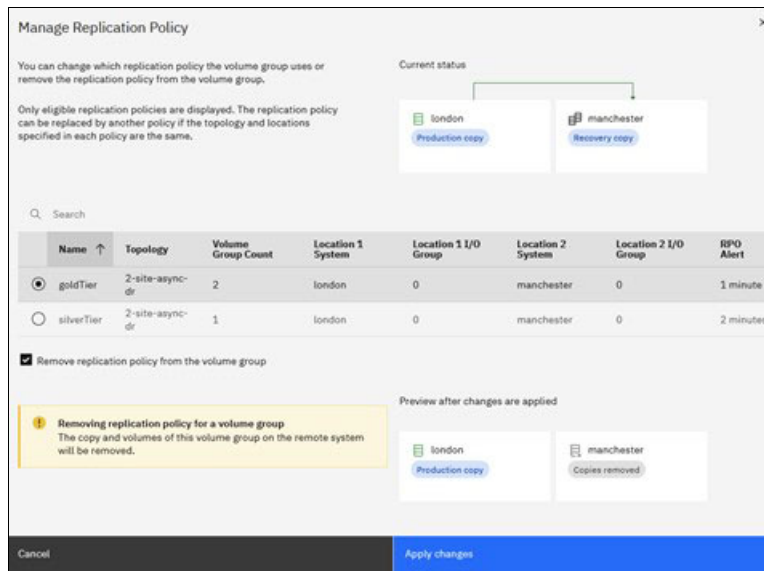 Manage Replication Policy
You can change which replication policy the volume group uses or
remove the replication policy from the volume group.
Only eligible replication policies are displayed. The replication policy
can be replaced by another policy if the topology and locations
specified in each policy are the same.
Current status
london
Production copy
manchester
Recovery copy
Search
Name ↑ Topology Volume Group Count Location 1 System Location 1 I/O Group Location 2 System Location 2 I/O Group RPO Alert
goldTier 2-site-async-dr 2 london 0 manchester 0 1 minute
silverTier 2-site-async-dr 1 london 0 manchester 0 2 minutes
Remove replication policy from the volume group
Removing replication policy for a volume group
The copy and volumes of this volume group on the remote system
will be removed.
Preview after changes are applied
london
Production copy
manchester
Copies removed
Cancel
Apply changes